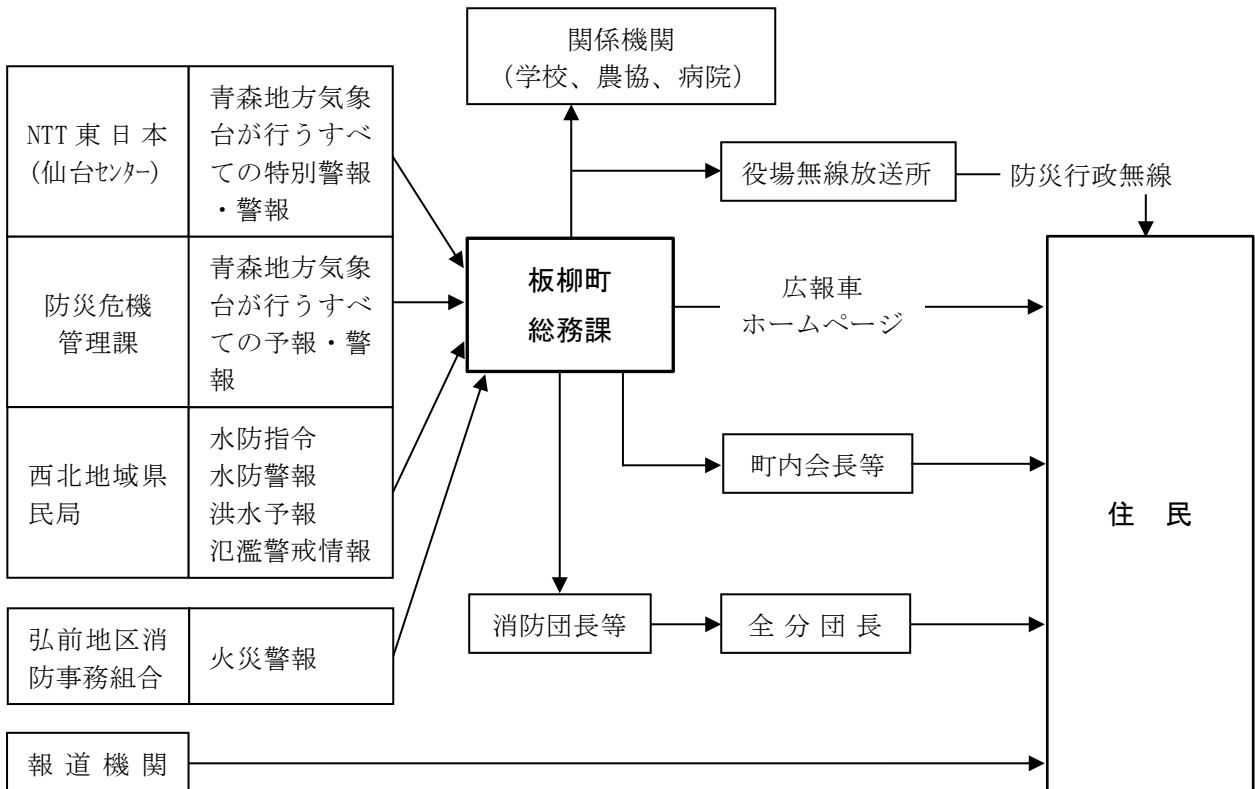 関係機関
（学校、農協、病院）
NTT東日本
(仙台センター)
青森地方気象
台が行うすべ
ての特別警報
・警報
役場無線放送所
防災行政無線
防災危機
管理課
青森地方気象
台が行うすべ
ての予報・警
報
板柳町
総務課
広報車
ホームページ
西北地域県
民局
水防指令
水防警報
洪水予報
氾濫警戒情報
町内会長等
住　民
消防団長等
全分団長
弘前地区消
防事務組合
火災警報
報道機関